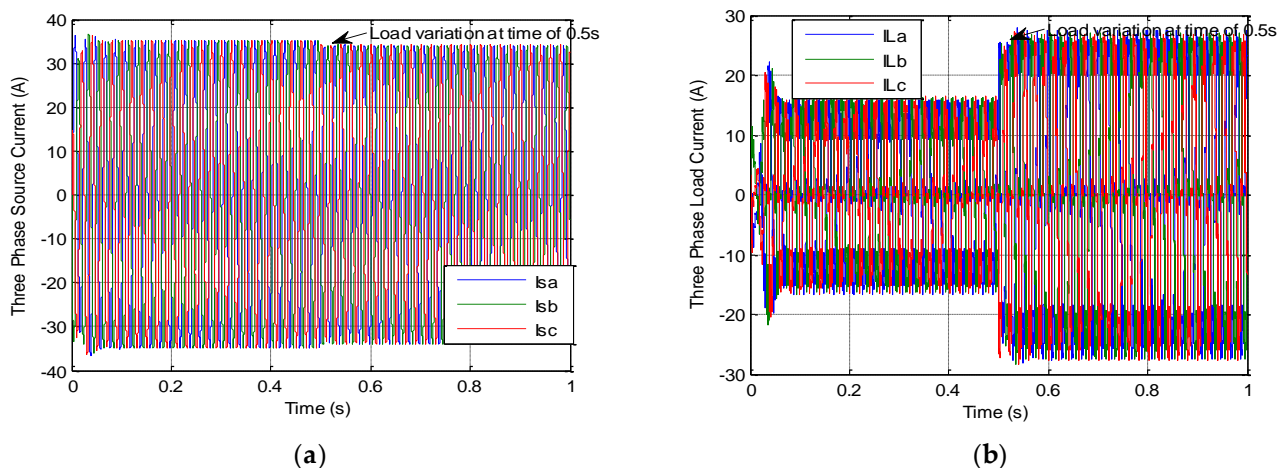 Three Phase Source Current (A)
40
30
20
10
0
-10
-20
-30
-40
Load variation at time of 0.5s
Isa
Isb
Isc
0
0.2
0.4
0.6
0.8
1
Time (s)
(a)
Three Phase Load Current (A)
30
20
10
0
-10
-20
-30
ILa
ILb
ILc
Load variation at time of 0.5s
0
0.2
0.4
0.6
0.8
1
Time (s)
(b)